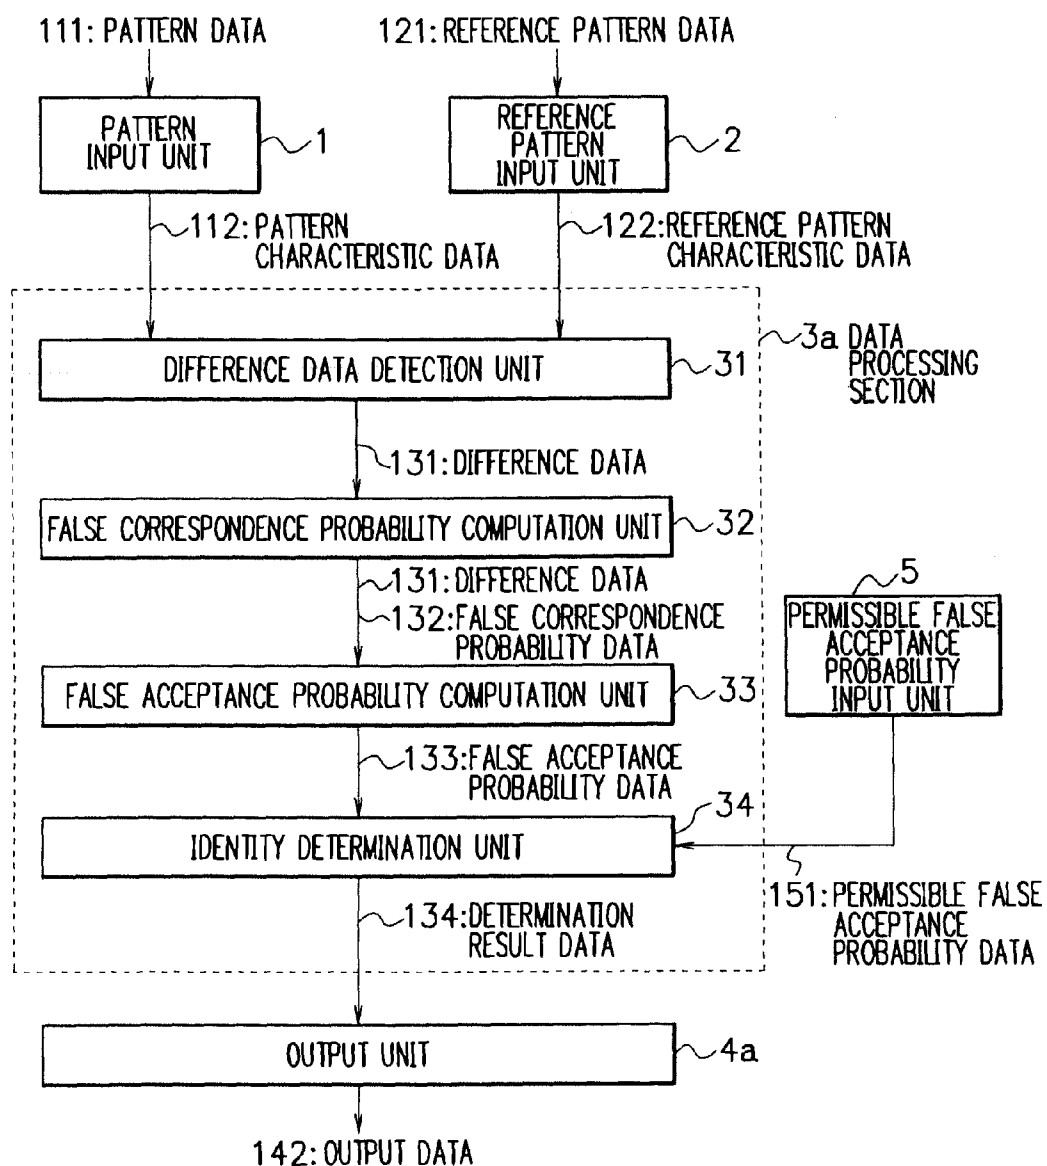 111: PATTERN DATA
121: REFERENCE PATTERN DATA
PATTERN
INPUT UNIT
1
REFERENCE
PATTERN
INPUT UNIT
2
112: PATTERN
CHARACTERISTIC DATA
122: REFERENCE PATTERN
CHARACTERISTIC DATA
3a DATA
PROCESSING
SECTION
DIFFERENCE DATA DETECTION UNIT
31
131: DIFFERENCE DATA
FALSE CORRESPONDENCE PROBABILITY COMPUTATION UNIT
32
131: DIFFERENCE DATA
132: FALSE CORRESPONDENCE
PROBABILITY DATA
5
PERMISSIBLE FALSE
ACCEPTANCE
PROBABILITY
INPUT UNIT
FALSE ACCEPTANCE PROBABILITY COMPUTATION UNIT
33
133: FALSE ACCEPTANCE
PROBABILITY DATA
34
IDENTITY DETERMINATION UNIT
151: PERMISSIBLE FALSE
ACCEPTANCE
PROBABILITY DATA
134: DETERMINATION
RESULT DATA
OUTPUT UNIT
4a
142: OUTPUT DATA